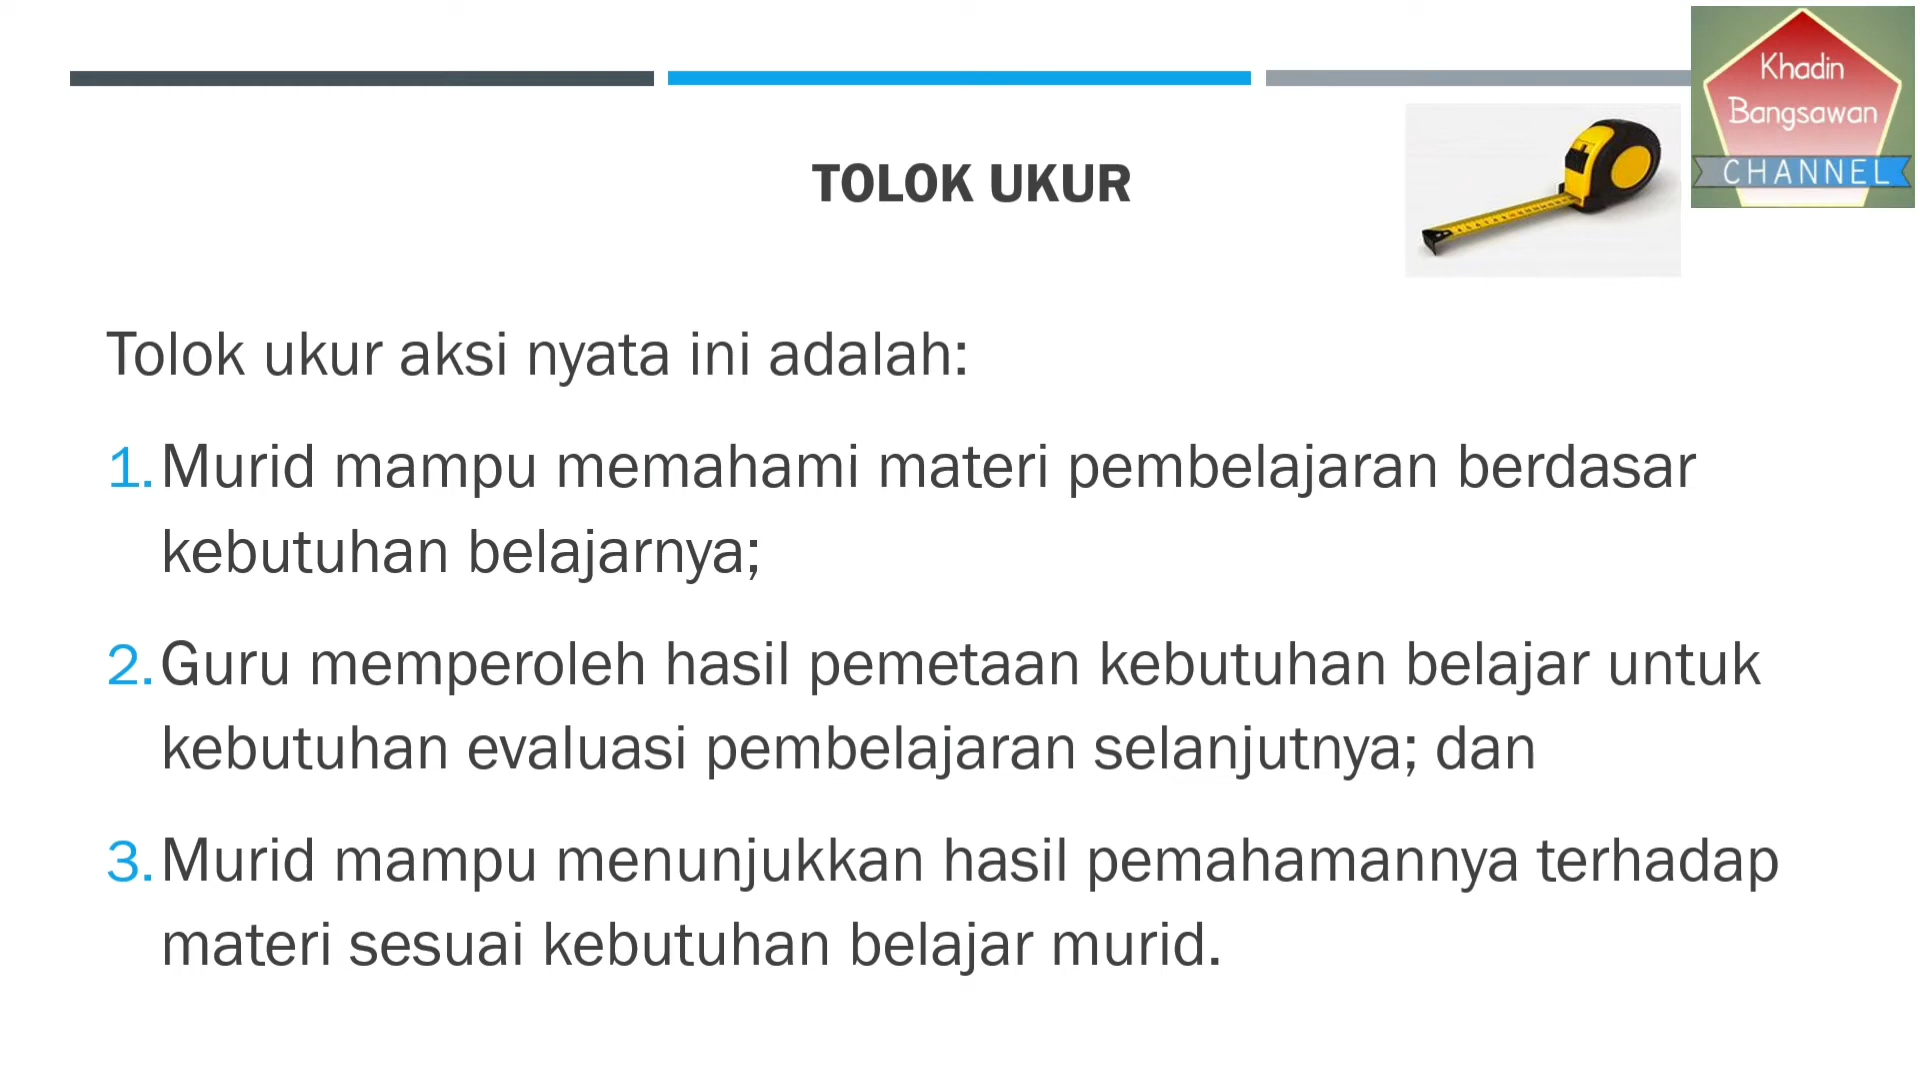 Khadin
Bangsawan
CHANNEL
TOLOK UKUR
Tolok ukur aksi nyata ini adalah:
1. Murid mampu memahami materi pembelajaran berdasar
kebutuhan belajarnya;
2. Guru memperoleh hasil pemetaan kebutuhan belajar untuk
kebutuhan evaluasi pembelajaran selanjutnya; dan
3. Murid mampu menunjukkan hasil pemahamannya terhadap
materi sesuai kebutuhan belajar murid.